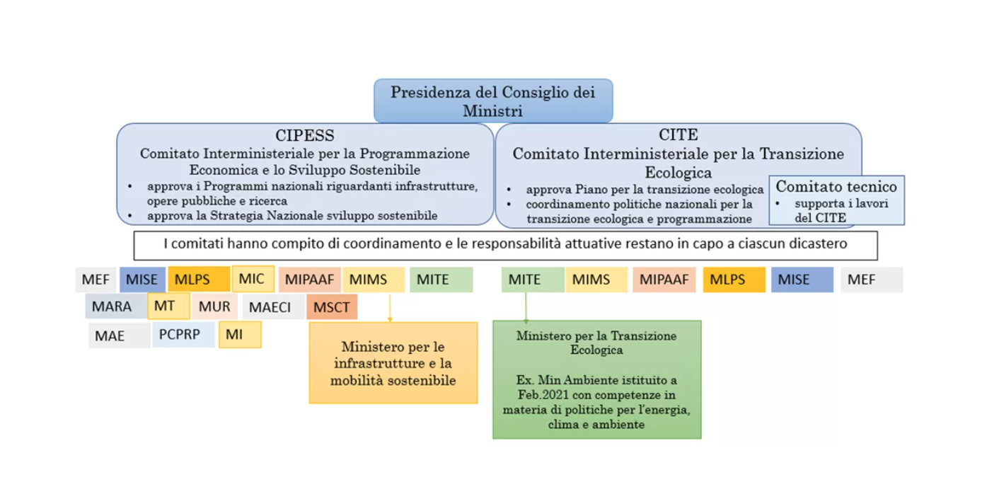 Presidenza del Consiglio dei
Ministri
CIPESS
Comitato Interministeriale per la Programmazione
Economica e lo Sviluppo Sostenibile
• approva i Programmi nazionali riguardanti infrastrutture,
opere pubbliche e ricerca
• approva la Strategia Nazionale sviluppo sostenibile
CITE
Comitato Interministeriale per la Transizione
Ecologica
• approva Piano per la transizione ecologica
• coordinamento politiche nazionali per la
transizione ecologica e programmazione
Comitato tecnico
• supporta i lavori
del CITE
I comitati hanno compito di coordinamento e le responsabilità attuative restano in capo a ciascun dicastero
MEF MISE MLPS MIC MIPAAF MIMS MITE
MARA MT MUR MAECI MSCT
MAE PCPRP MI
MITE MIMS MIPAAF MLPS MISE MEF
Ministero per le
infrastrutture e la
mobilità sostenibile
Ministero per la Transizione
Ecologica
Ex. Min Ambiente istituito a
Feb.2021 con competenze in
materia di politiche per l'energia,
clima e ambiente